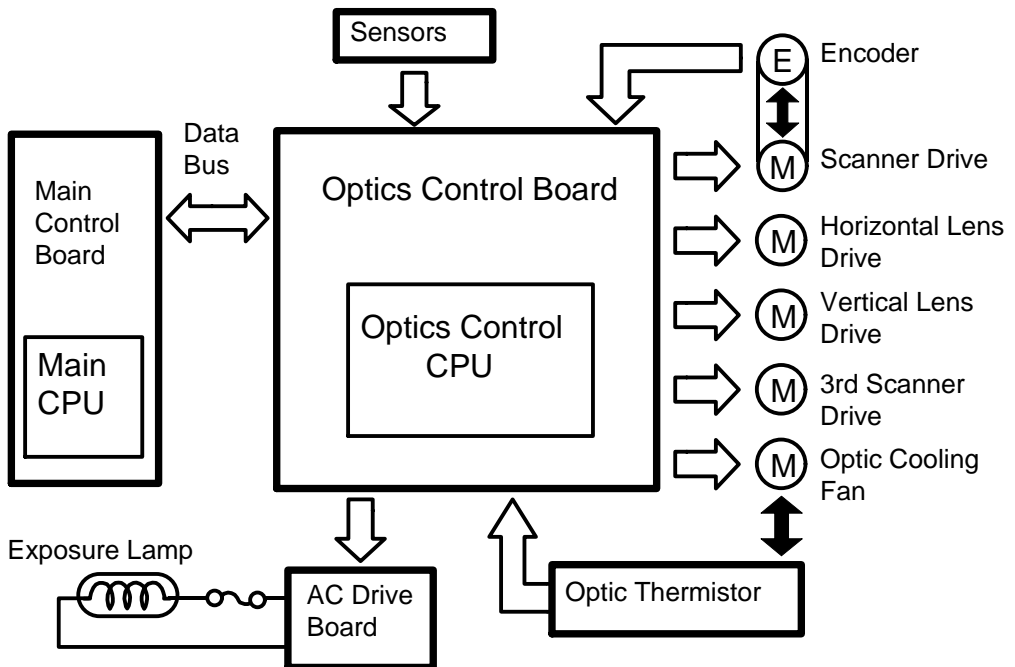 Sensors
E
Encoder
Data
Bus
M
Scanner Drive
Main
Control
Board
Optics Control Board
M
Horizontal Lens
Drive
Main
CPU
Optics Control
CPU
M
Vertical Lens
Drive
M
3rd Scanner
Drive
M
Optic Cooling
Fan
Exposure Lamp
AC Drive
Board
Optic Thermistor